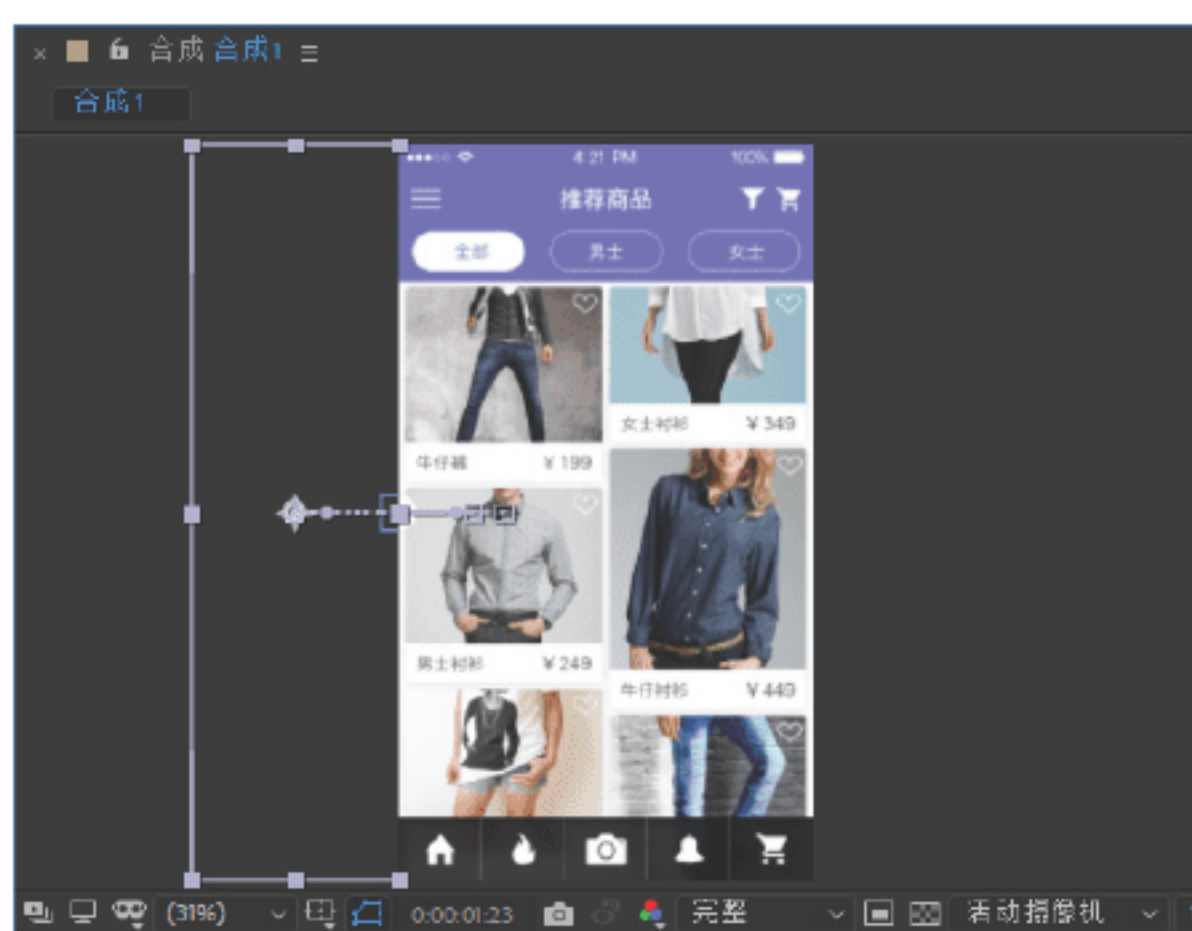 × 合成 合成1 ≡
合成1
4:21 PM 100%
推荐商品
全部 男士 女士
女士衬衫 ¥349
牛仔裤 ¥199
男士衬衫 ¥249
牛仔衬衫 ¥449
(31%) 0:00:01:23 完整 活动摄像机